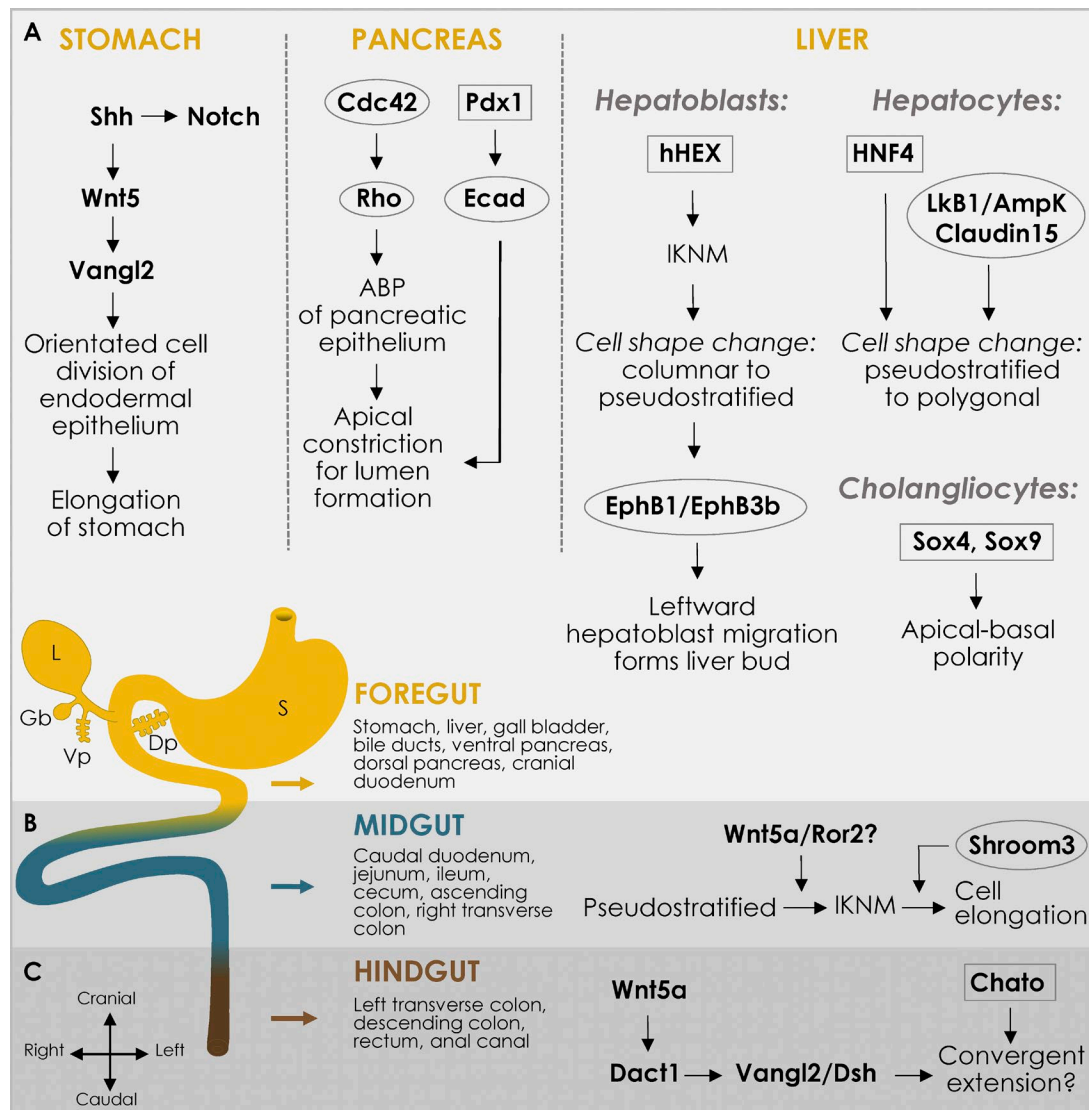 A
STOMACH
Shh
Notch
Wnt5
Vangl2
Orientated cell
division of
endodermal
epithelium
Elongation
of stomach
PANCREAS
Cdc42
Pdx1
Rho
Ecad
ABP
of pancreatic
epithelium
Apical
constriction
for lumen
formation
LIVER
Hepatoblasts:
hHEX
IKNM
Cell shape change:
columnar to
pseudostratified
EphB1/EphB3b
Leftward
hepatoblast migration
forms liver bud
Hepatocytes:
HNF4
LkB1/AmpK
Claudin15
Cell shape change:
pseudostratified
to polygonal
Cholangliocytes:
Sox4, Sox9
Apical-basal
polarity
L
Gb
Vp
Dp
S
FOREGUT
Stomach, liver, gall bladder,
bile ducts, ventral pancreas,
dorsal pancreas, cranial
duodenum
B
MIDGUT
Caudal duodenum,
jejunum, ileum,
cecum, ascending
colon, right transverse
colon
Wnt5a/Ror2?
Shroom3
Pseudostratified
IKNM
Cell
elongation
C
Cranial
Right
Left
Caudal
HINDGUT
Left transverse colon,
descending colon,
rectum, anal canal
Wnt5a
Chato
Dact1
Vangl2/Dsh
Convergent
extension?